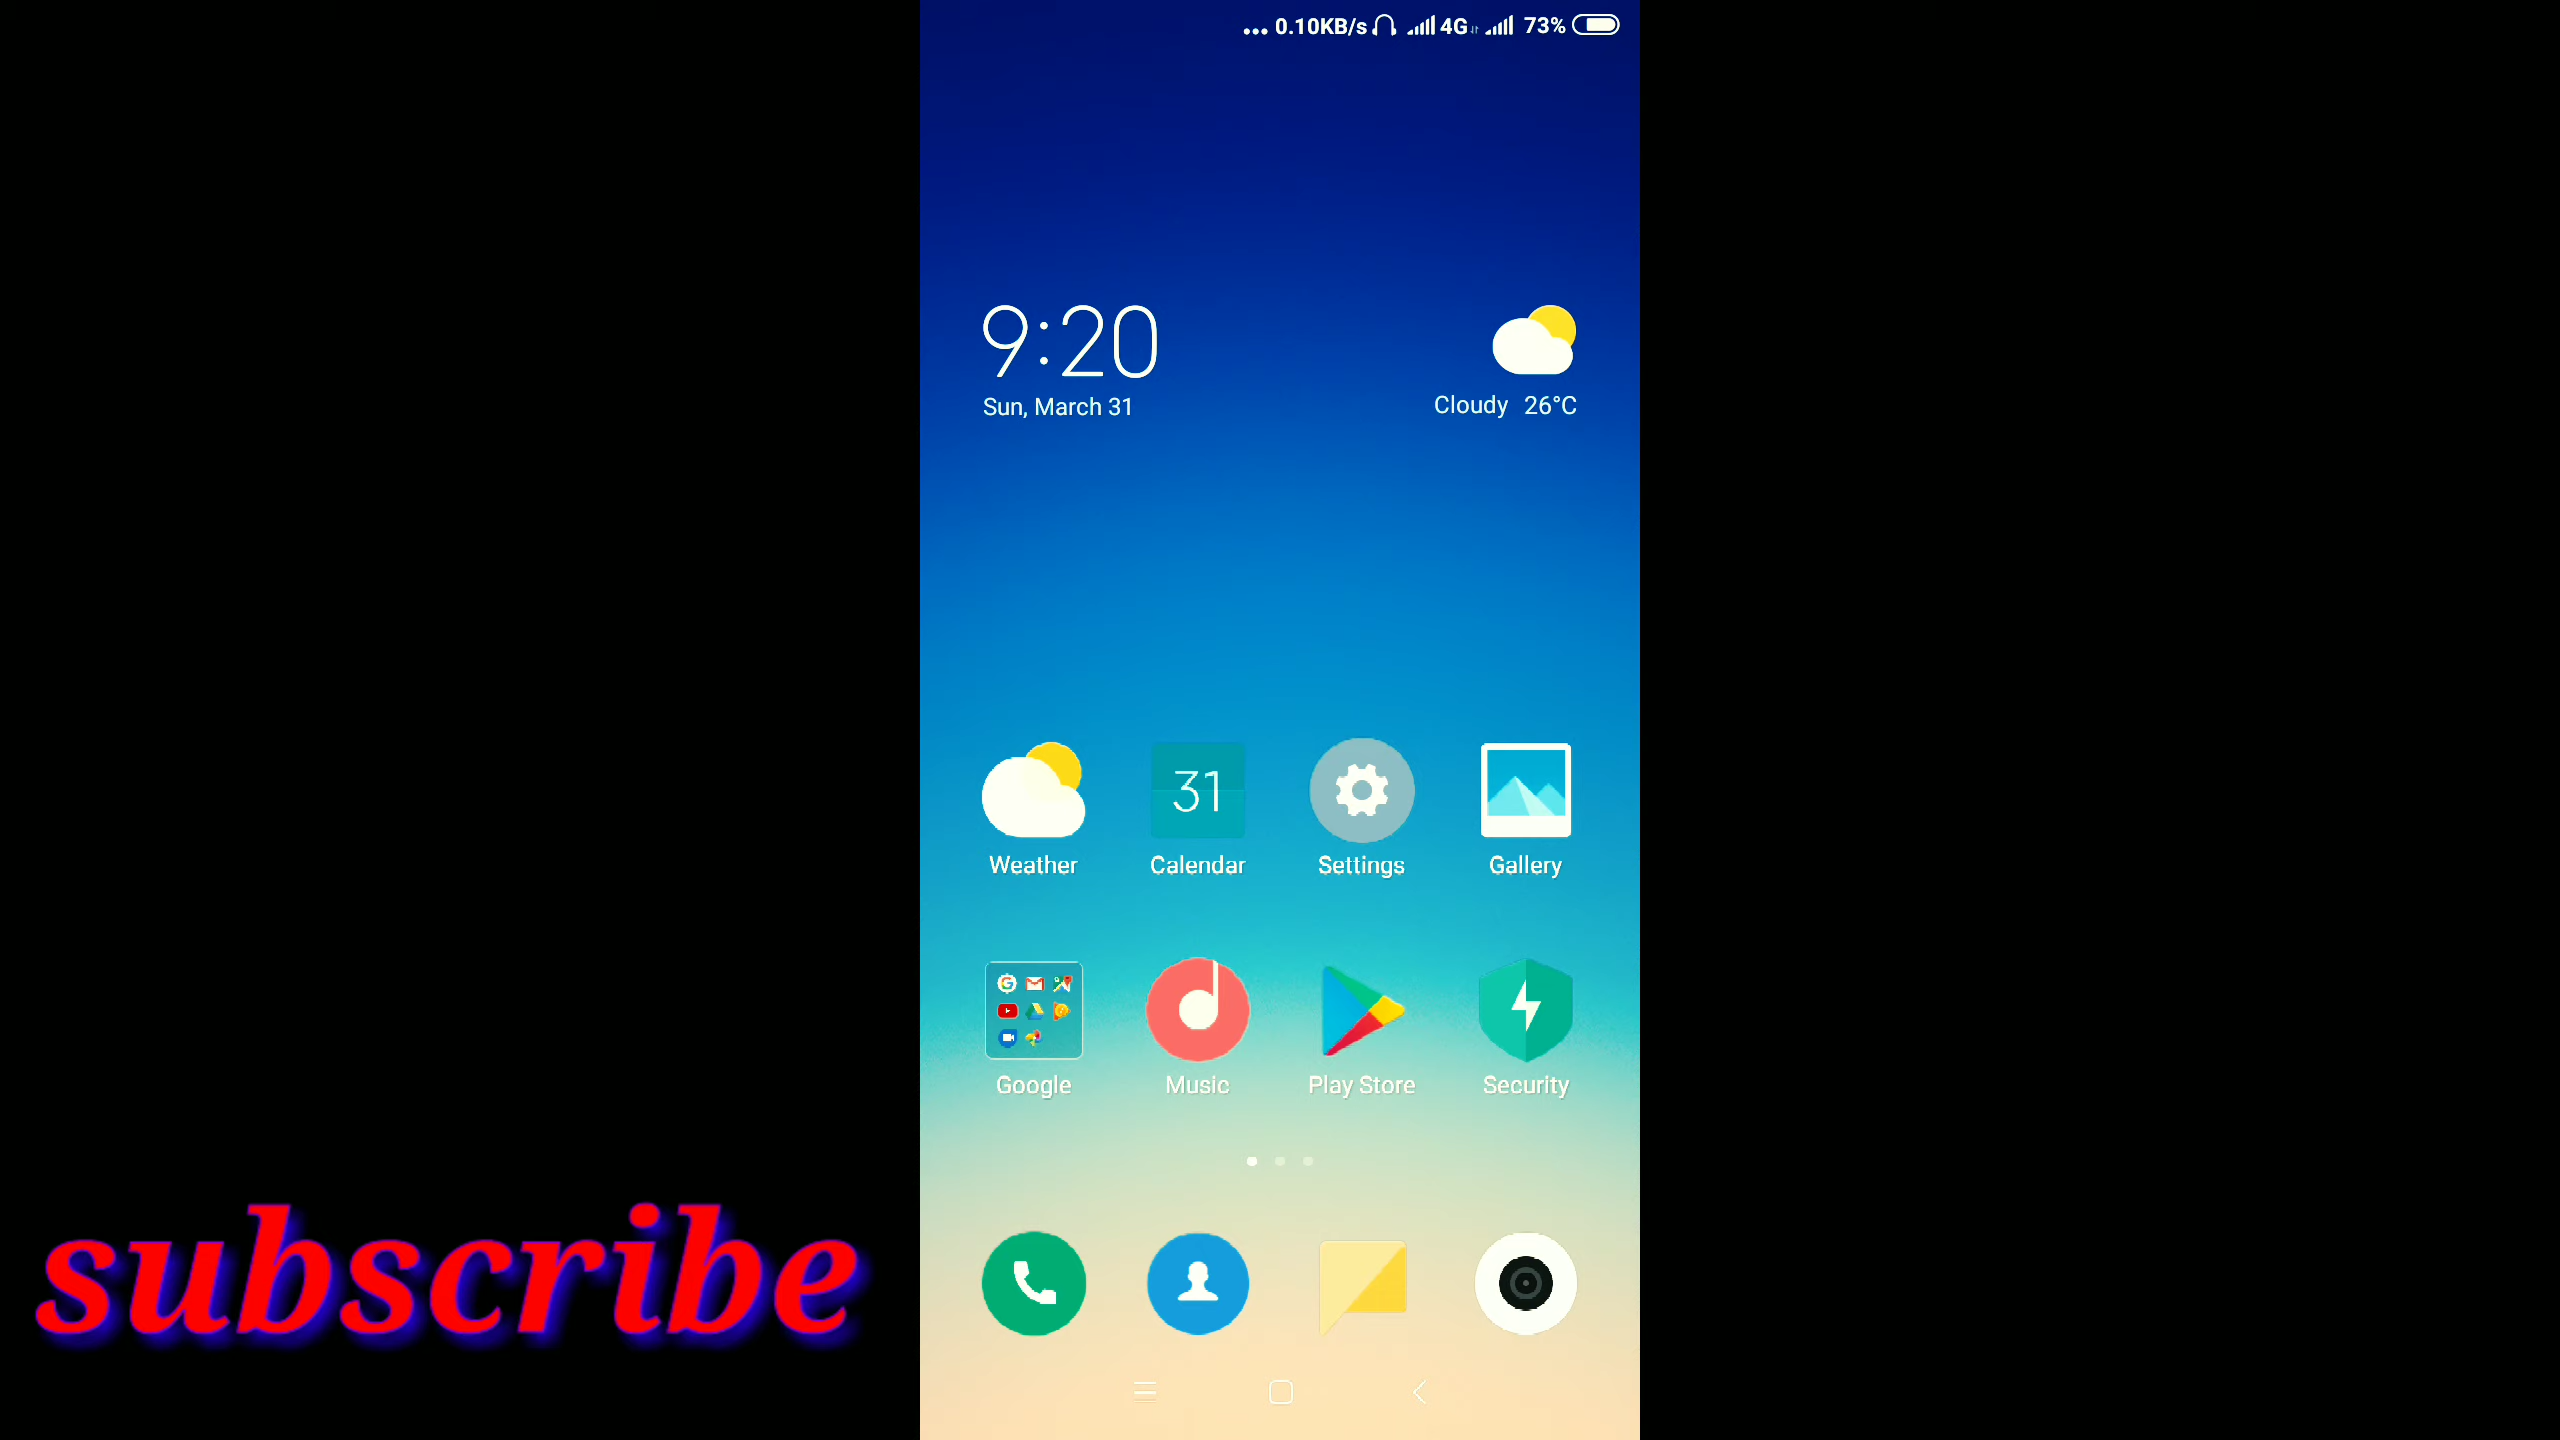 ... 0.10KB/s 4G 73%
9:20
Sun, March 31
Cloudy 26°C
31
Weather Calendar Settings Gallery
Google Music Play Store Security
subscribe